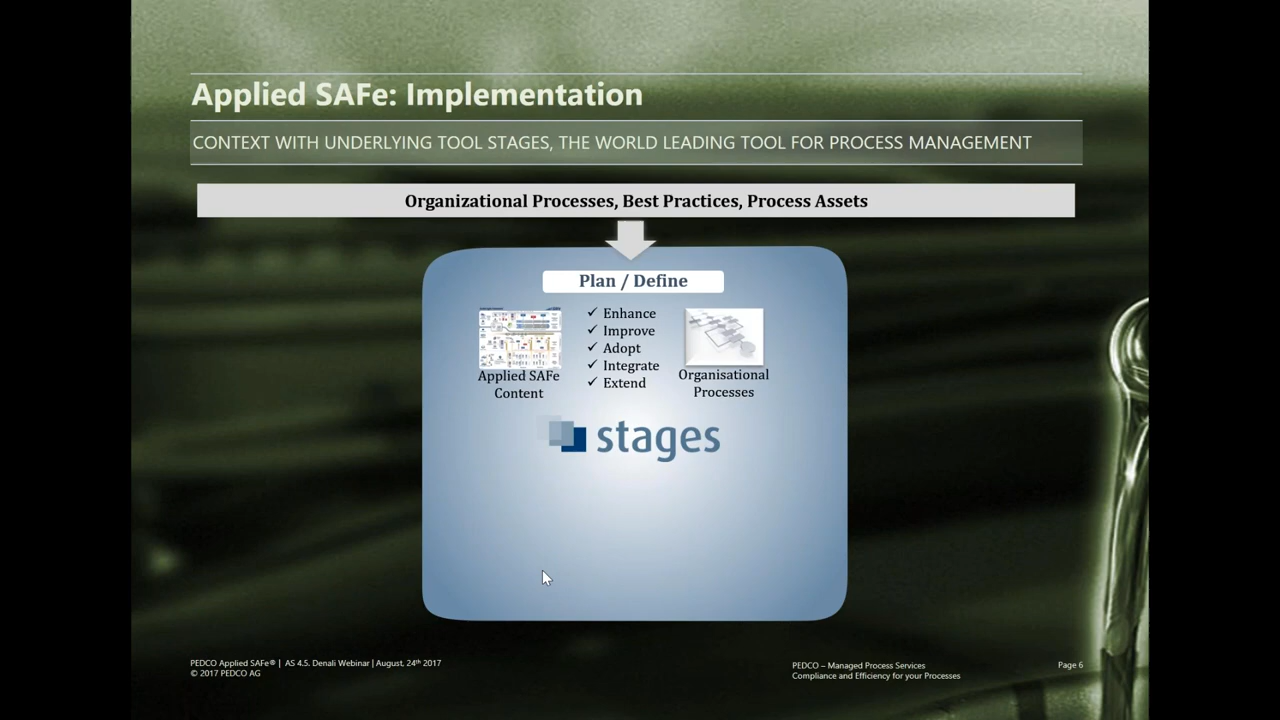 Applied SAFe: Implementation
CONTEXT WITH UNDERLYING TOOL STAGES, THE WORLD LEADING TOOL FOR PROCESS MANAGEMENT
Organizational Processes, Best Practices, Process Assets
Plan / Define
✓ Enhance
✓ Improve
✓ Adopt
✓ Integrate
✓ Extend
Applied SAFe
Content
Organisational
Processes
stages
PEDCO Applied SAFe® | AS 4.5. Denali Webinar | August, 24th 2017
© 2017 PEDCO AG
PEDCO – Managed Process Services
Compliance and Efficiency for your Processes
Page 6